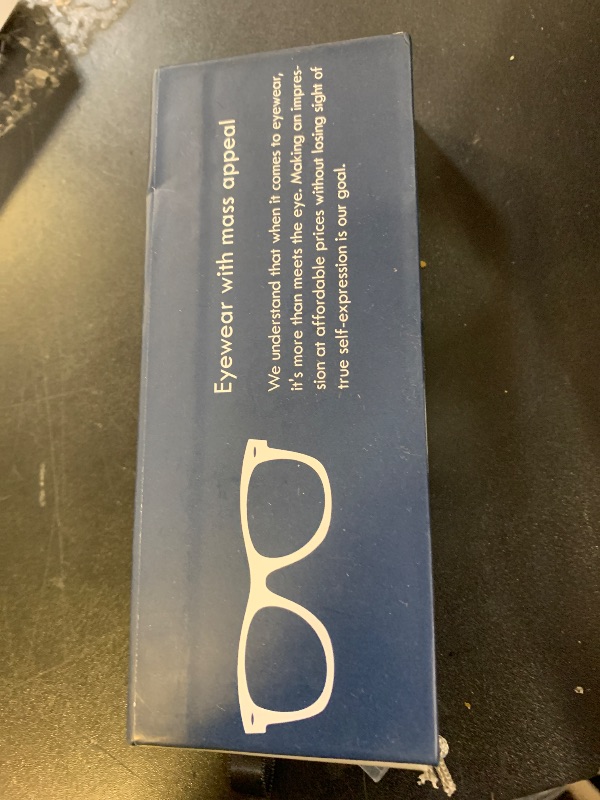 Eyewear with mass appeal
We understand that when it comes to eyewear,
it's more than meets the eye. Making an impres-
sion at affordable prices without losing sight of
true self-expression is our goal.